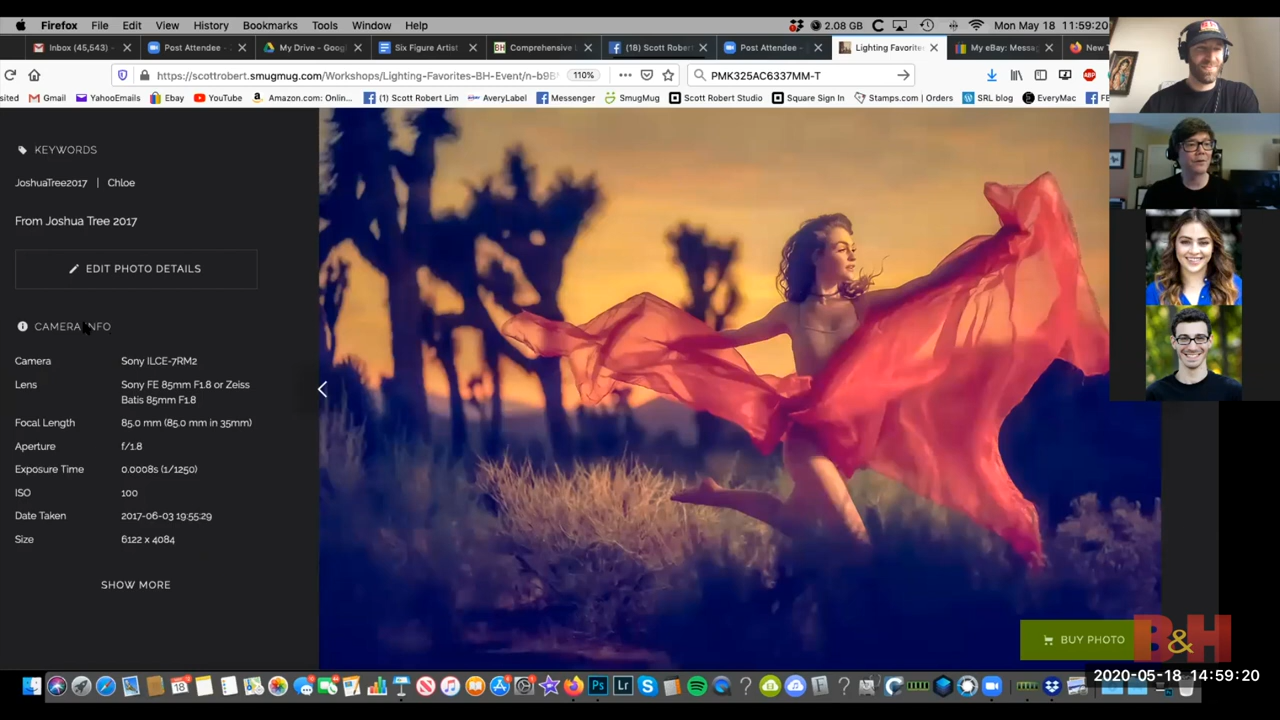 Firefox File Edit View History Bookmarks Tools Window Help 2.08 GB Mon May 18 11:59:20
Inbox (45,543) - Post Attendee - Z My Drive - Goog Six Figure Artist Comprehensive L (18) Scott Rober Post Attendee - Lighting Favorite My eBay: Messa New T
https://scottrobert.smugmug.com/Workshops/Lighting-Favorites-BH-Event/n-b9B 110% PMK325AC6337MM-T
sited Gmail YahooEmails Ebay YouTube Amazon.com: Onlin... (1) Scott Robert Lim AveryLabel Messenger SmugMug Scott Robert Studio Square Sign In Stamps.com | Orders SRL blog EveryMac FE
KEYWORDS
JoshuaTree2017 | Chloe
From Joshua Tree 2017
EDIT PHOTO DETAILS
CAMERA INFO
Camera Sony ILCE-7RM2
Lens Sony FE 85mm F1.8 or Zeiss
Batis 85mm F1.8
Focal Length 85.0 mm (85.0 mm in 35mm)
Aperture f/1.8
Exposure Time 0.0008s (1/1250)
ISO 100
Date Taken 2017-06-03 19:55:29
Size 6122 x 4084
SHOW MORE
BUY PHOTO
B&H
2020-05-18 14:59:20